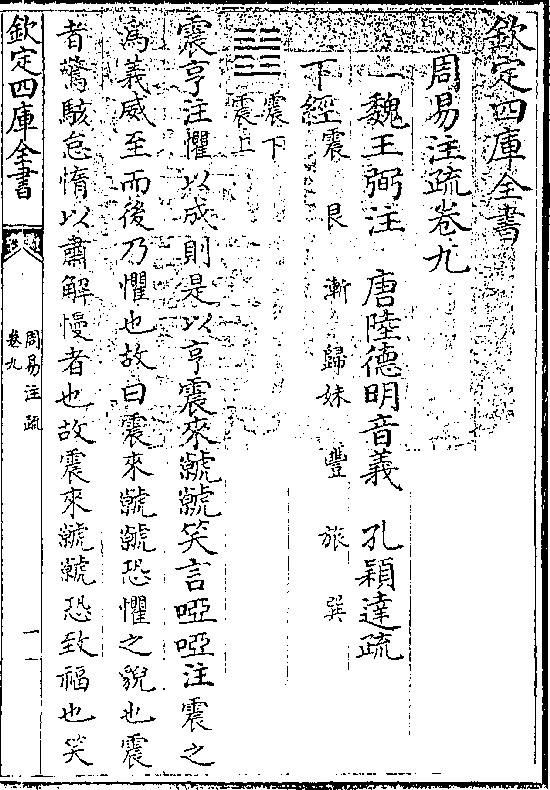 欽定四庫全書
周易注疏卷九
魏王弼注　唐陸德明音義　孔穎達疏
下經震　艮　漸　歸妹　豐　旅　巽
䷲震下
震上
震亨注懼以成則是以亨震來虩虩笑言啞啞注震之
為義威至而後乃懼也故曰震來虩虩恐懼之貌也震
者驚駭怠惰以肅解慢者也故震來虩虩恐致福也笑
欽定四庫全書
周易注疏
卷九
一